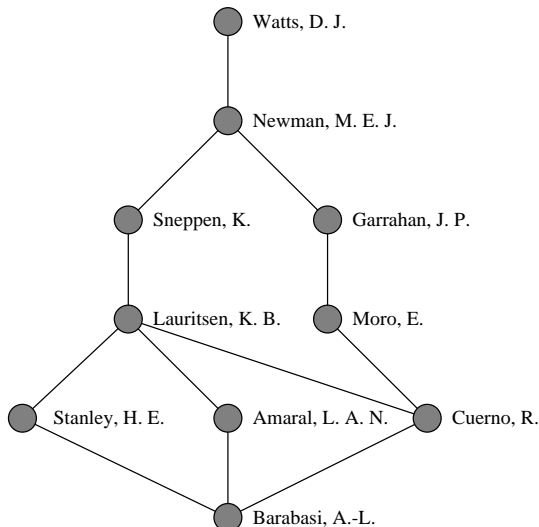 Watts, D. J.
Newman, M. E. J.
Sneppen, K.
Garrahan, J. P.
Lauritsen, K. B.
Moro, E.
Stanley, H. E.
Amaral, L. A. N.
Cuerno, R.
Barabasi, A.-L.